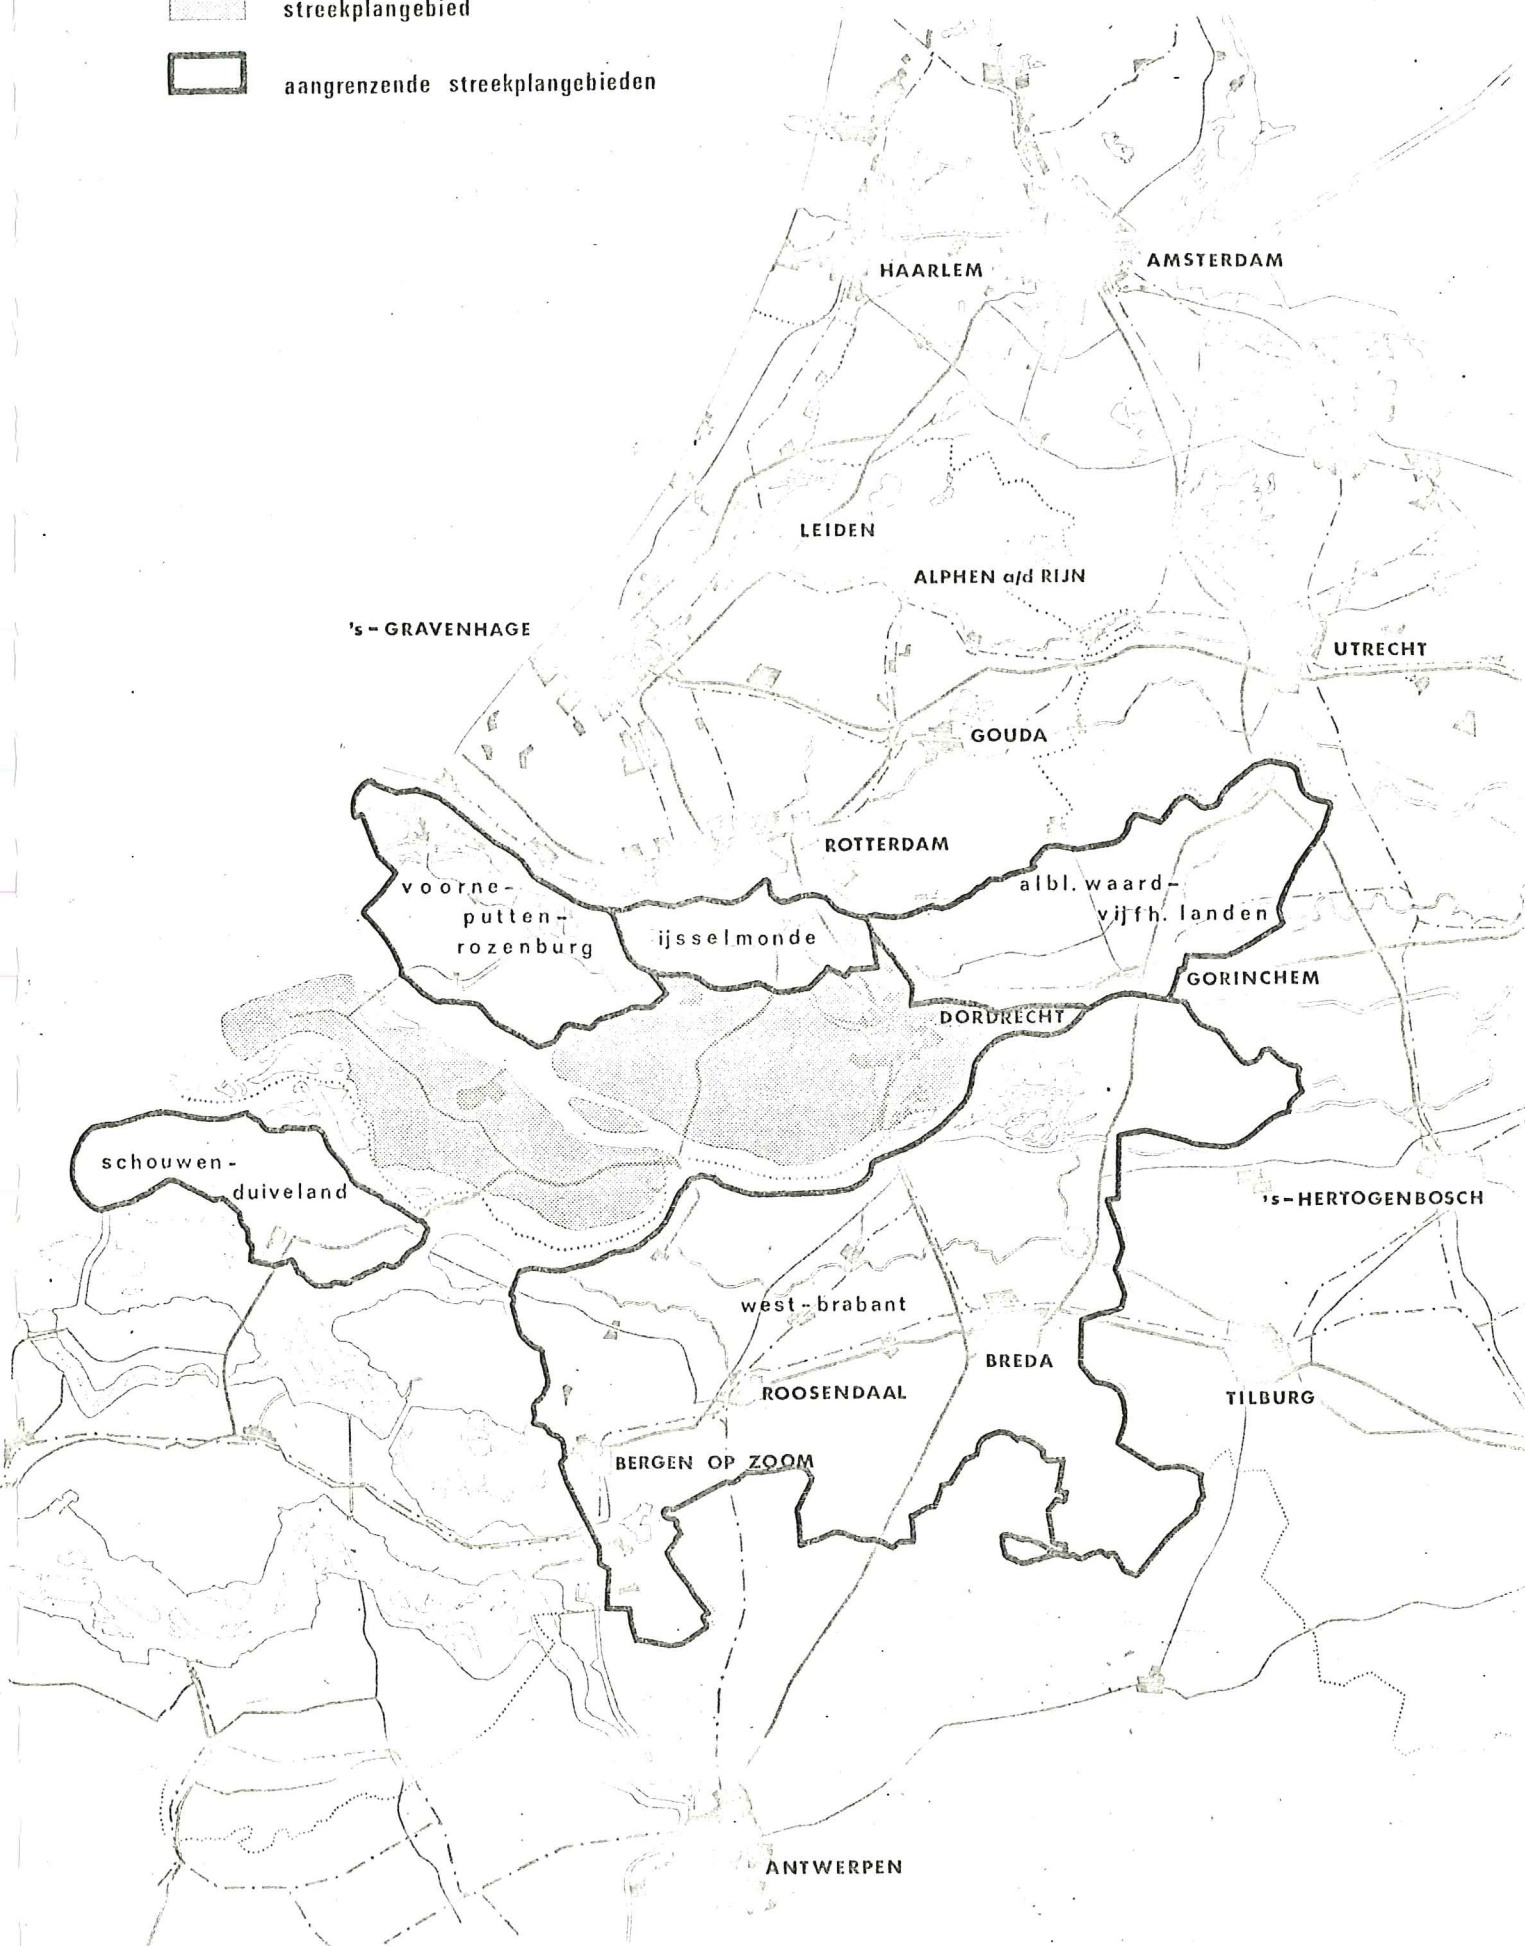 streekplangebied
aangrenzende streekplangebieden
HAARLEM
AMSTERDAM
LEIDEN
ALPHEN a/d RIJN
's-GRAVENHAGE
UTRECHT
GOUDA
ROTTERDAM
voorne-
putten-
rozenburg
ijsselmonde
albl. waard-
vijfh. landen
GORINCHEM
DORDRECHT
schouwen-
duiveland
's-HERTOGENBOSCH
west-brabant
BREDA
ROOSENDAAL
TILBURG
BERGEN OP ZOOM
ANTWERPEN